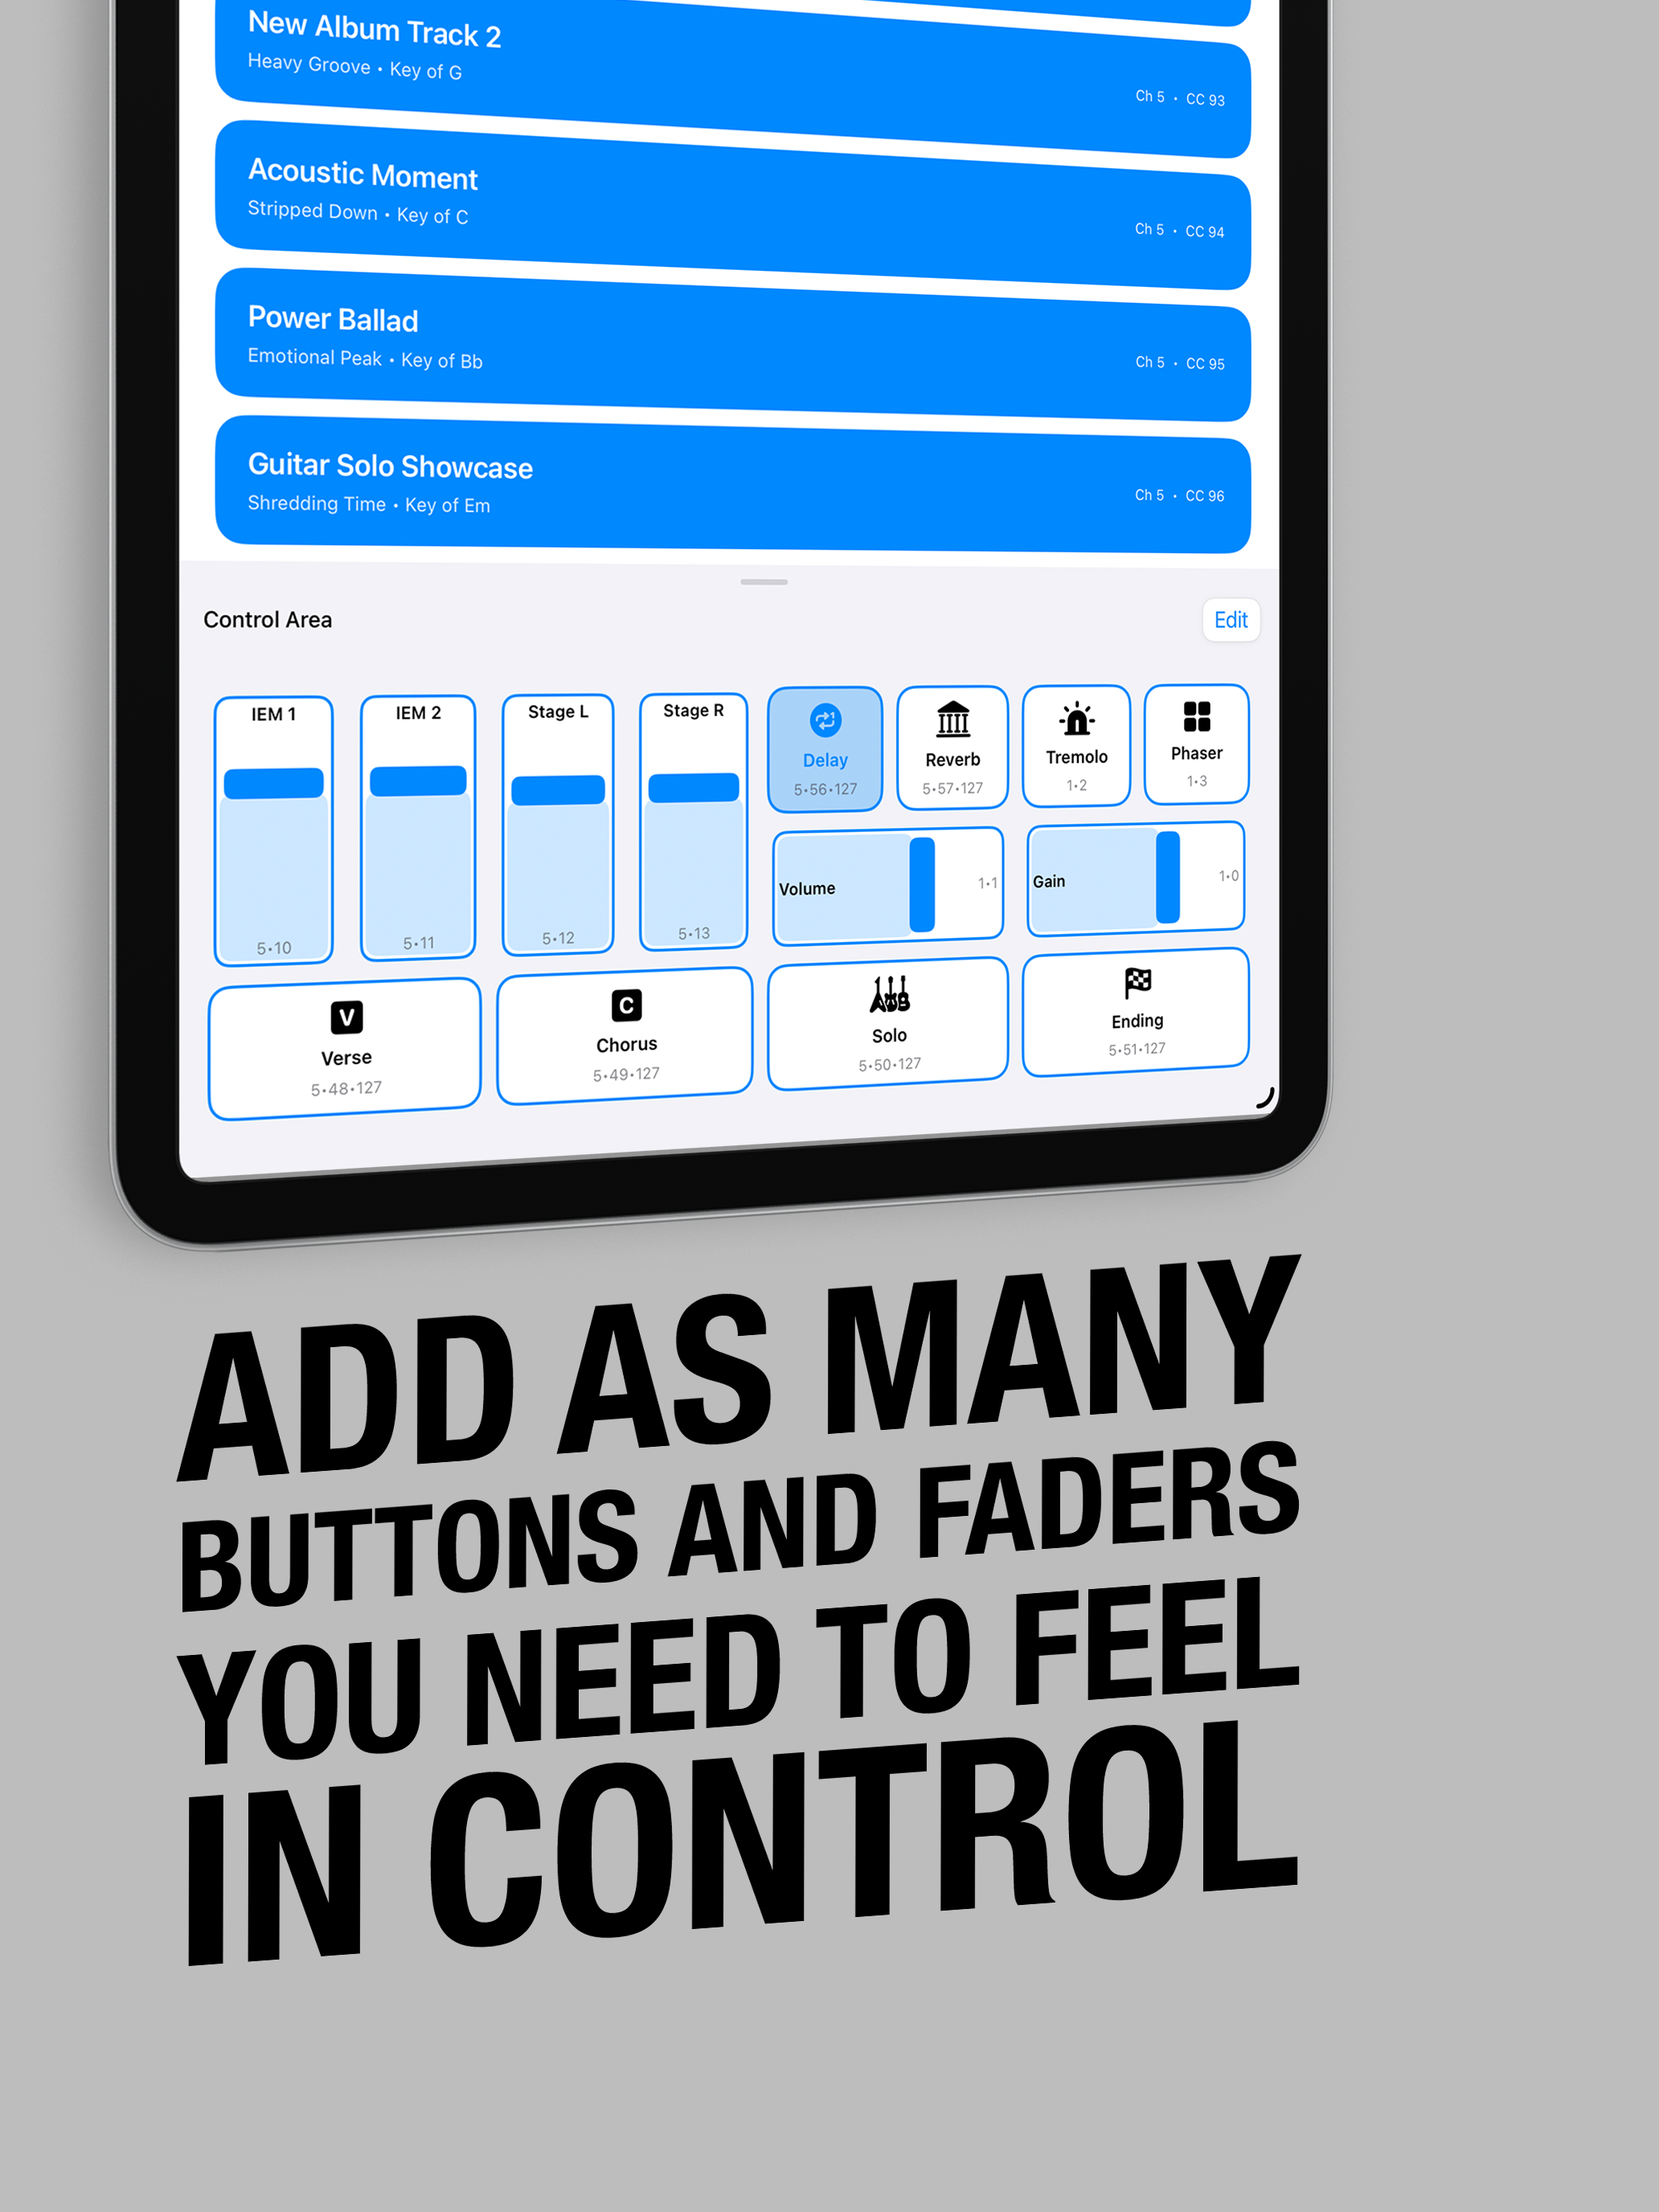 New Album Track 2
Heavy Groove • Key of G
Ch 5 • CC 93
Acoustic Moment
Stripped Down • Key of C
Ch 5 • CC 94
Power Ballad
Emotional Peak • Key of Bb
Ch 5 • CC 95
Guitar Solo Showcase
Shredding Time • Key of Em
Ch 5 • CC 96
Control Area
Edit
IEM 1
5•10
IEM 2
5•11
Stage L
5•12
Stage R
5•13
Delay
5•56•127
Reverb
5•57•127
Tremolo
1•2
Phaser
1•3
Volume
1•1
Gain
1•0
V
Verse
5•48•127
C
Chorus
5•49•127
Solo
5•50•127
Ending
5•51•127
ADD AS MANY
BUTTONS AND FADERS
YOU NEED TO FEEL
IN CONTROL